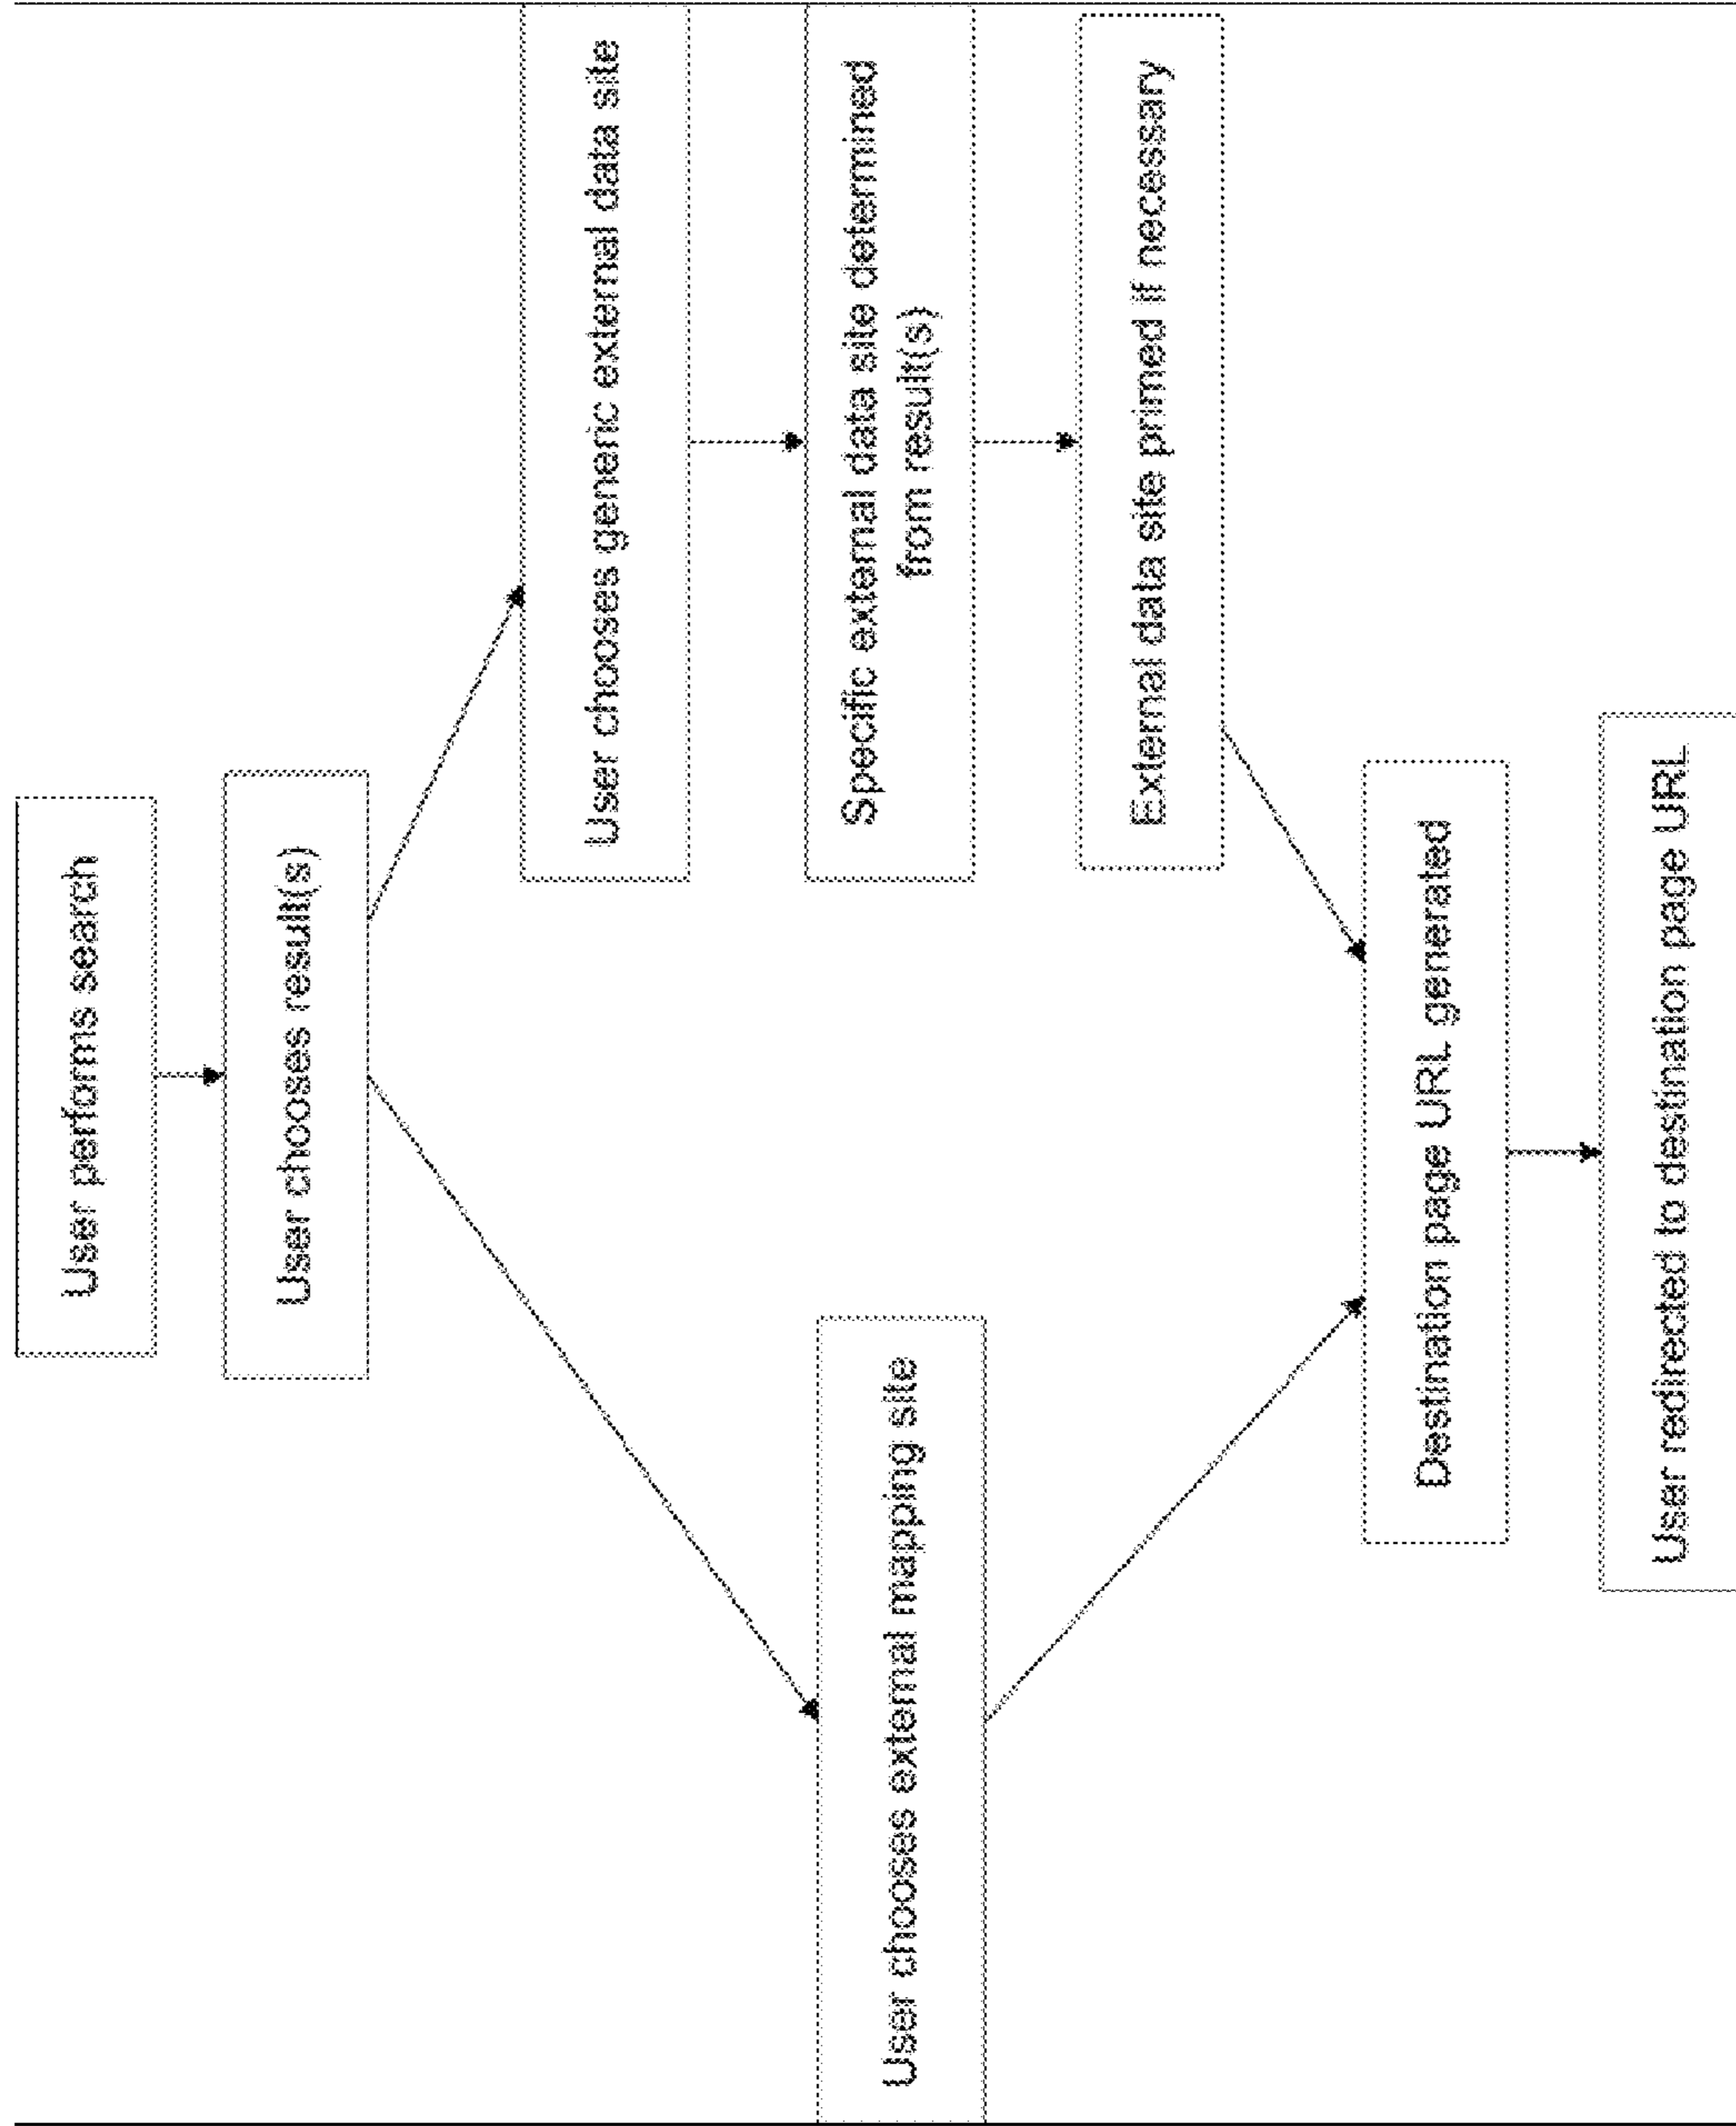 User performs search
User chooses result(s)
User chooses generic external data site
Specific external data site determined
from result(s)
External data site primed if necessary
User chooses external mapping site
Destination page URL generated
User redirected to destination page URL